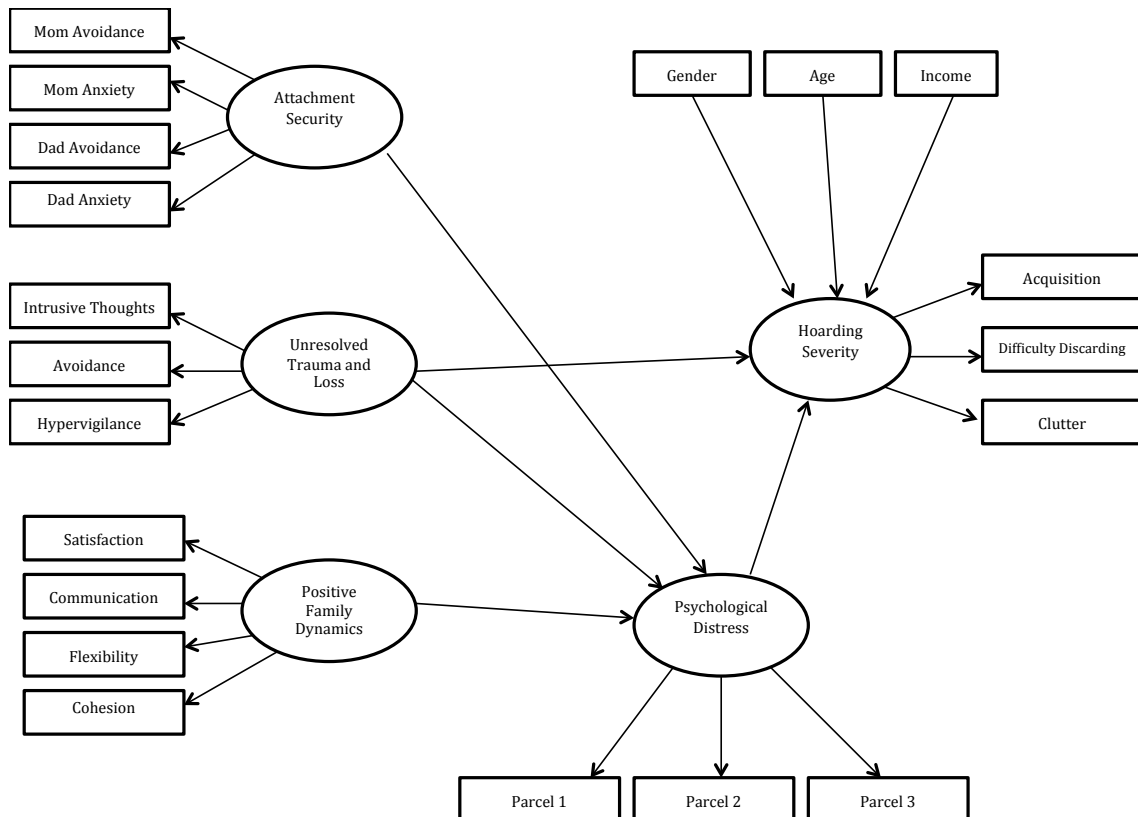 Mom Avoidance
Mom Anxiety
Dad Avoidance
Dad Anxiety
Attachment
Security
Gender
Age
Income
Intrusive Thoughts
Avoidance
Hypervigilance
Unresolved
Trauma and
Loss
Hoarding
Severity
Acquisition
Difficulty Discarding
Clutter
Satisfaction
Communication
Flexibility
Cohesion
Positive
Family
Dynamics
Psychological
Distress
Parcel 1
Parcel 2
Parcel 3